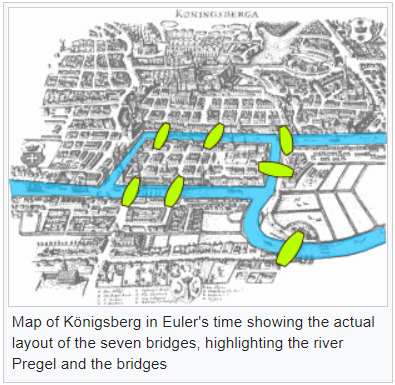 KONINGSBERGA
Map of Königsberg in Euler's time showing the actual
layout of the seven bridges, highlighting the river
Pregel and the bridges